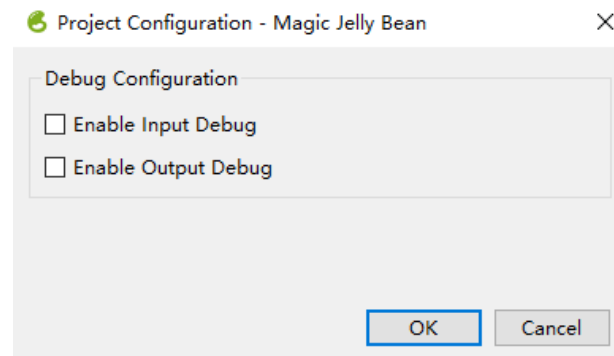 Project Configuration - Magic Jelly Bean
Debug Configuration
Enable Input Debug
Enable Output Debug
OK Cancel